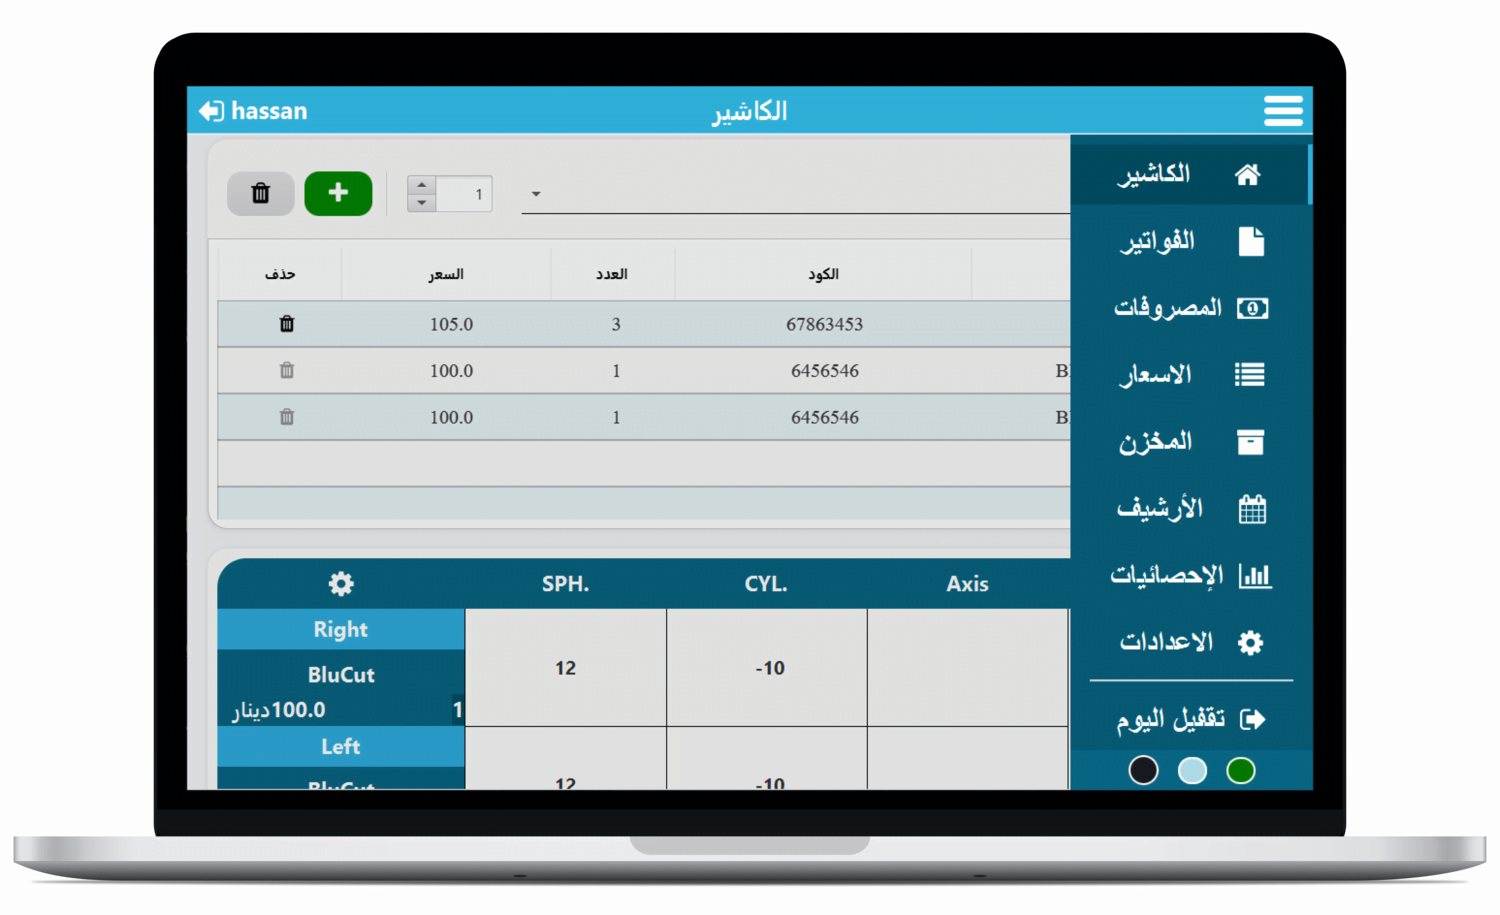 hassan
الكاشير
1
حذف السعر العدد الكود
105.0 3 67863453
100.0 1 6456546
100.0 1 6456546
SPH. CYL. Axis
Right
BluCut
100.0دينار 1
12 -10
Left
BluCut
12 -10
الكاشير
الفواتير
المصروفات
الاسعار
المخزن
الأرشيف
الإحصائيات
الاعدادات
تقفيل اليوم